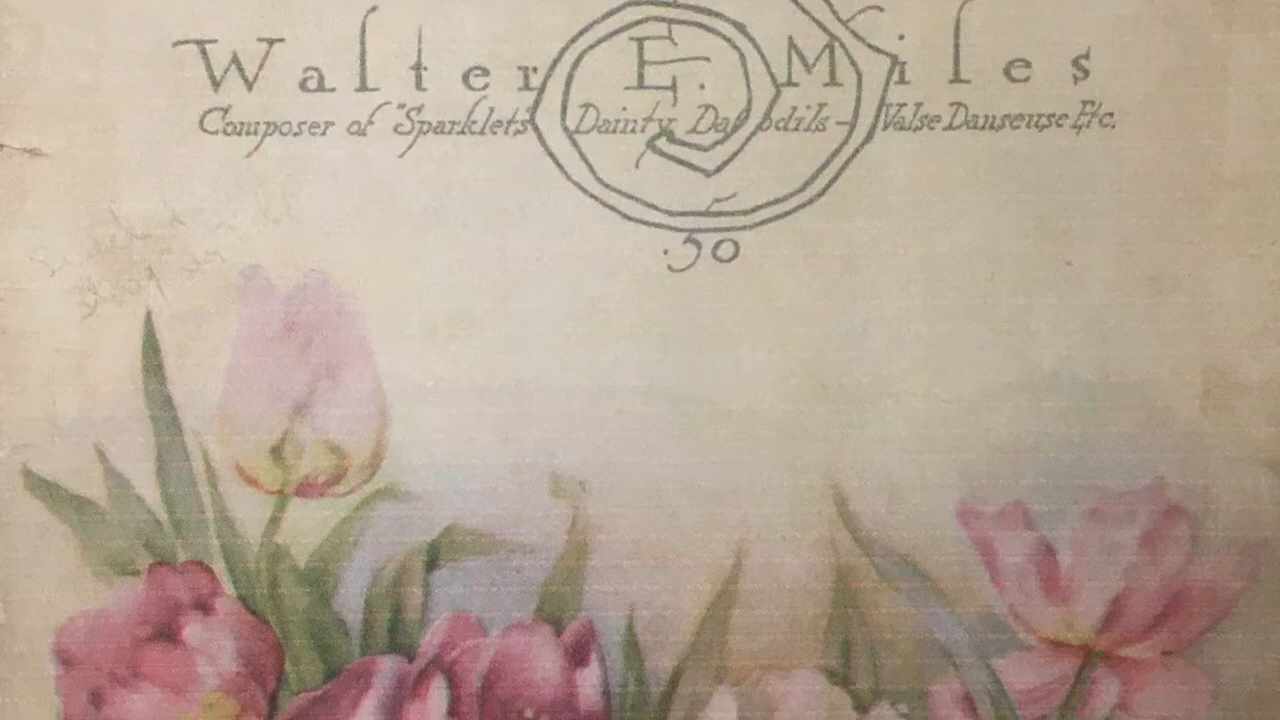 Walter E. Miles
Composer of "Sparklets" Dainty Daffodils - Valse Danseuse Etc.
.50